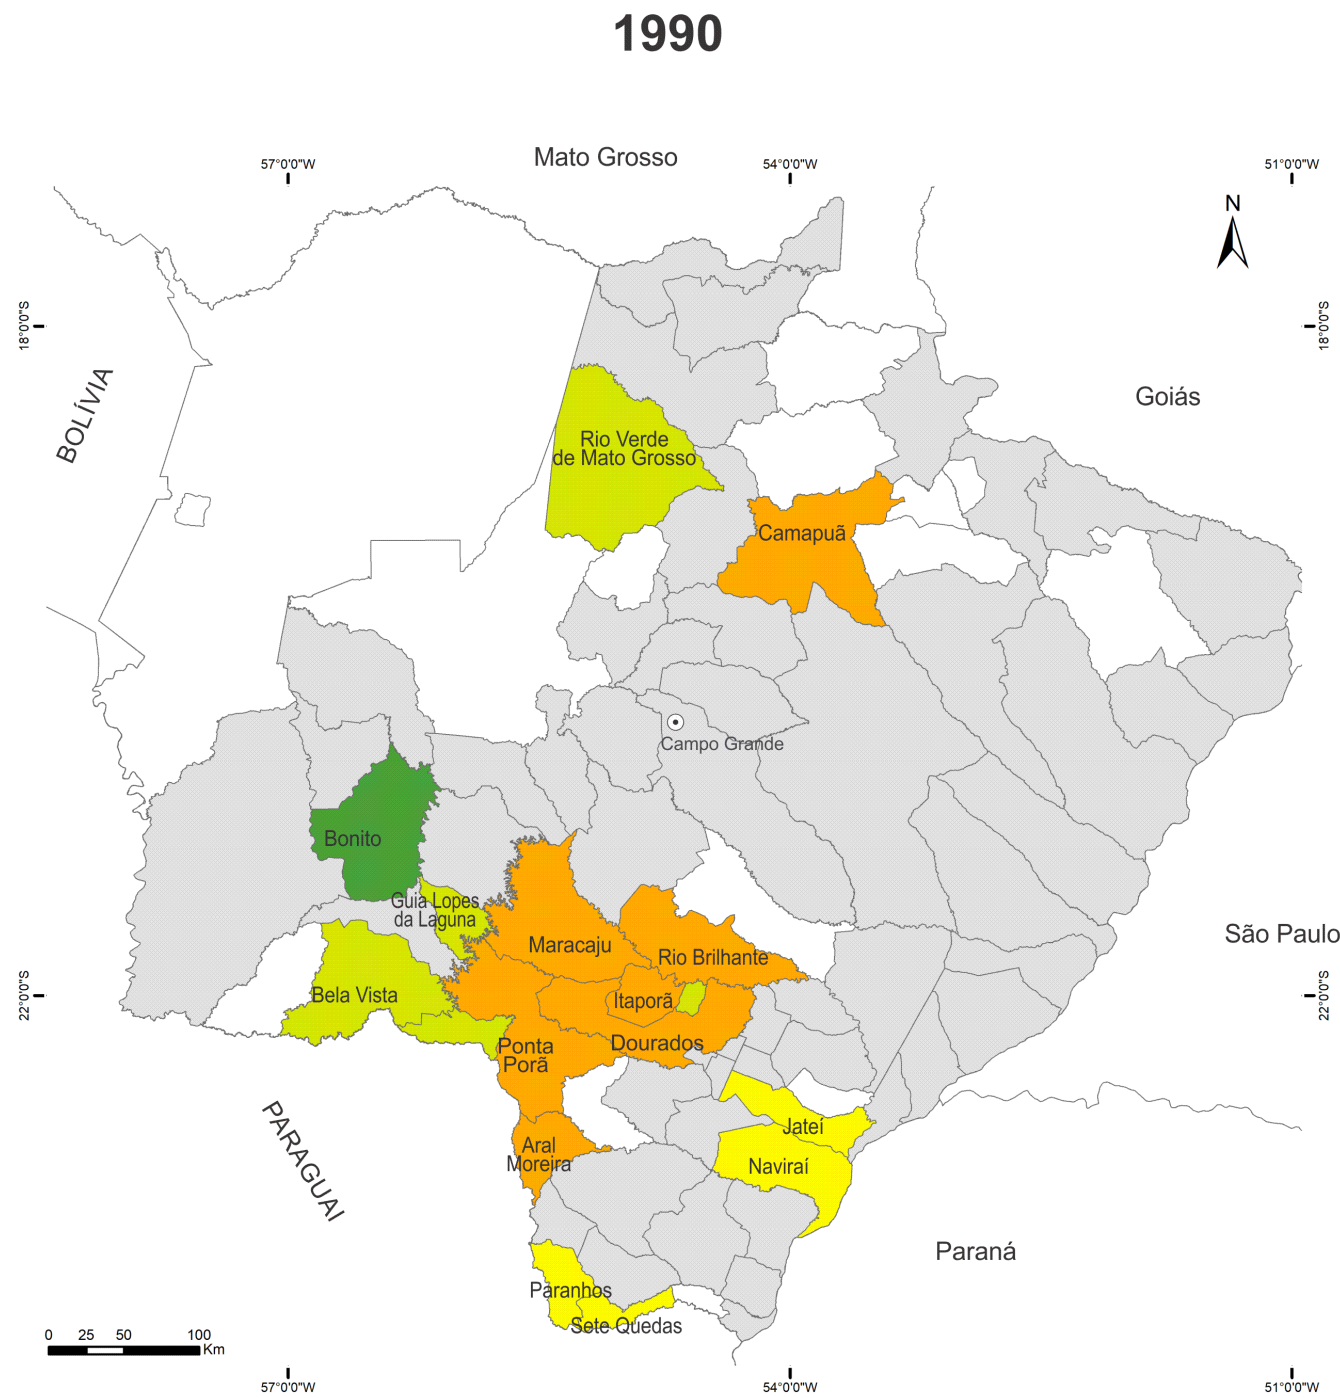 1990
Mato Grosso
57°0'0"W
54°0'0"W
51°0'0"W
N
18°0'0"S
18°0'0"S
BOLÍVIA
Goiás
Rio Verde
de Mato Grosso
Camapuã
Campo Grande
Bonito
Guia Lopes
da Laguna
Maracaju
Rio Brilhante
São Paulo
Bela Vista
Itaporã
22°0'0"S
22°0'0"S
Ponta
Porã
Dourados
PARAGUAI
Jateí
Aral
Moreira
Naviraí
Paraná
Paranhos
Sete Quedas
0 25 50 100
Km
57°0'0"W
54°0'0"W
51°0'0"W